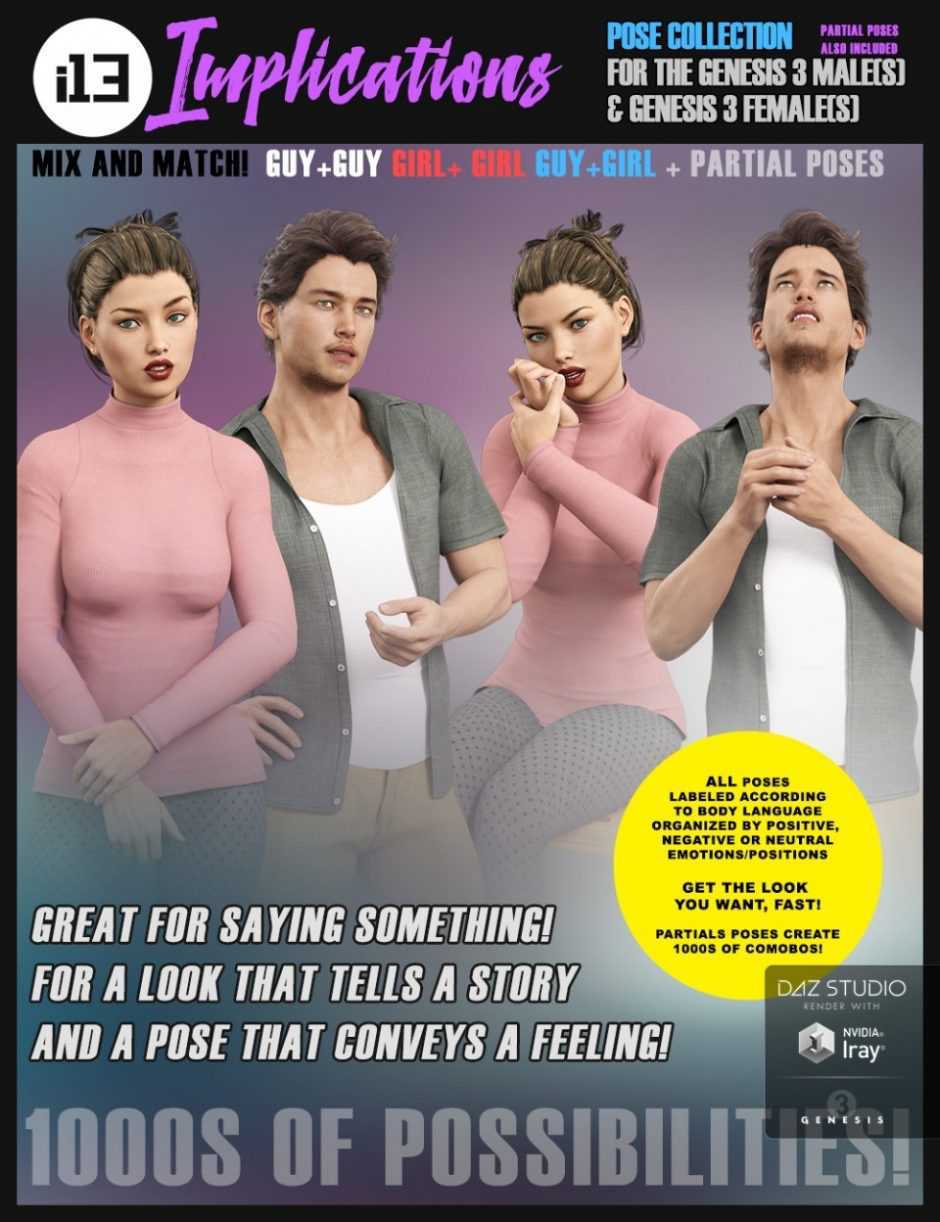 i13
Implications
POSE COLLECTION
PARTIAL POSES
ALSO INCLUDED
FOR THE GENESIS 3 MALE(S)
& GENESIS 3 FEMALE(S)
MIX AND MATCH! GUY+GUY GIRL+ GIRL GUY+GIRL + PARTIAL POSES
ALL POSES
LABELED ACCORDING
TO BODY LANGUAGE
ORGANIZED BY POSITIVE,
NEGATIVE OR NEUTRAL
EMOTIONS/POSITIONS
GET THE LOOK
YOU WANT, FAST!
PARTIALS POSES CREATE
1000S OF COMOBOS!
GREAT FOR SAYING SOMETHING!
FOR A LOOK THAT TELLS A STORY
AND A POSE THAT CONVEYS A FEELING!
DAZ STUDIO
RENDER WITH
NVIDIA®
Iray®
3
GENESIS
1000S OF POSSIBILITIES!